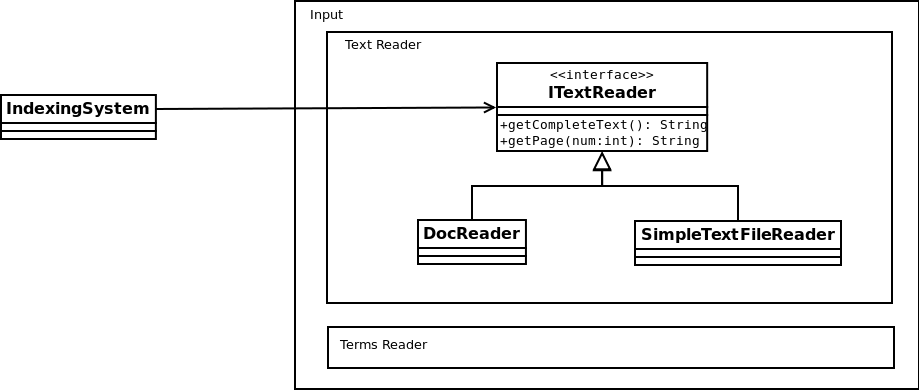 Input
Text Reader
<<interface>>
ITextReader
+getCompleteText(): String
+getPage(num:int): String
IndexingSystem
DocReader
SimpleTextFileReader
Terms Reader